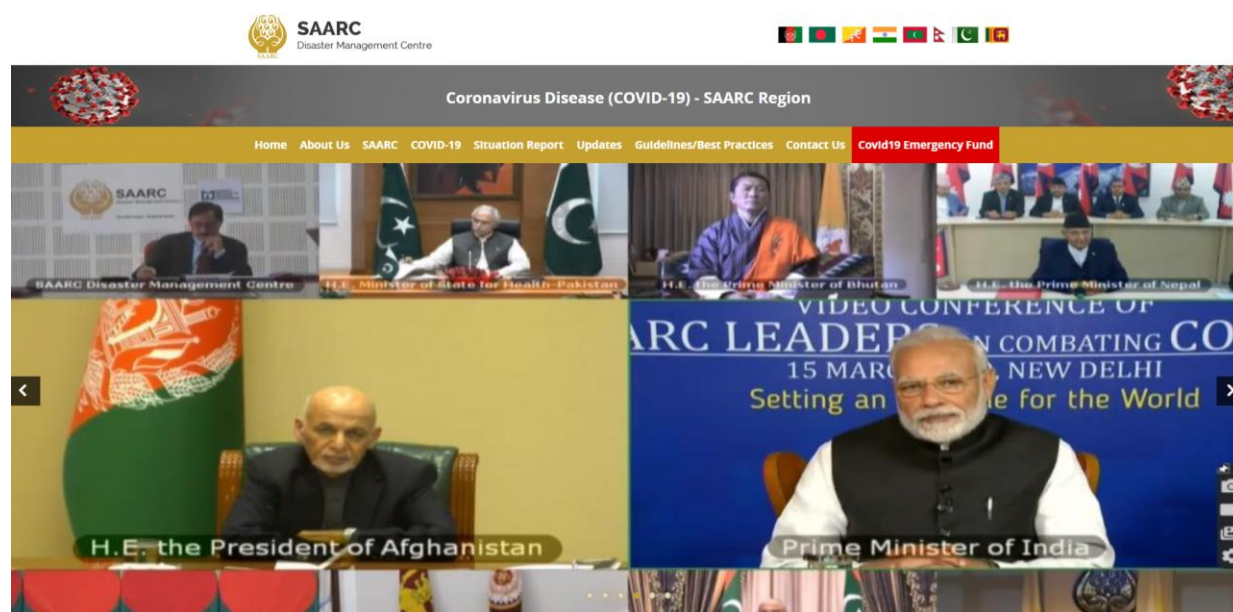 SAARC
Disaster Management Centre
SAARC
Coronavirus Disease (COVID-19) - SAARC Region
Home About Us SAARC COVID-19 Situation Report Updates Guidelines/Best Practices Contact Us Covid19 Emergency Fund
SAARC
SAARC Disaster Management Centre
H.E. Minister of State for Health-Pakistan
H.E. the Prime Minister of Bhutan
H.E. the Prime Minister of Nepal
VIDEO CONFERENCE OF
ARC LEADERS N COMBATING CO
15 MARC , NEW DELHI
Setting an le for the World
H.E. the President of Afghanistan
Prime Minister of India